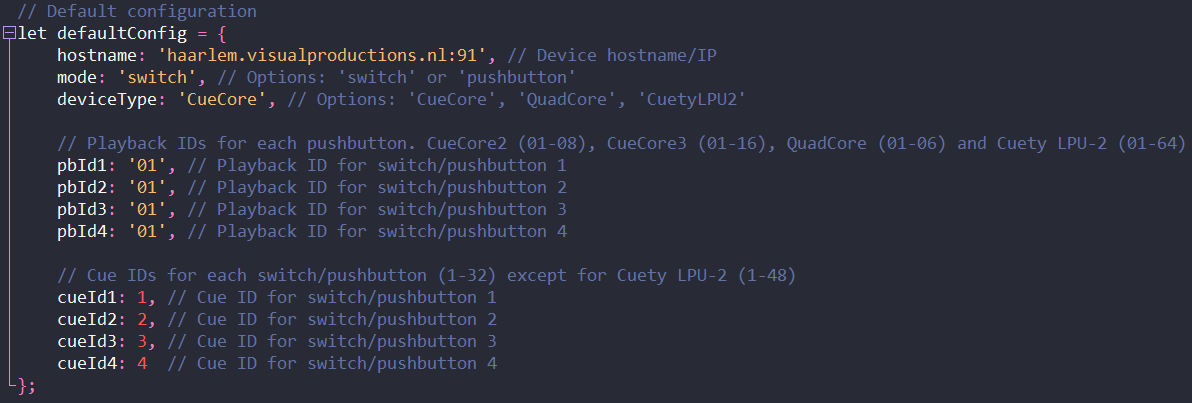 // Default configuration
let defaultConfig = {
hostname: 'haarlem.visualproductions.nl:91', // Device hostname/IP
mode: 'switch', // Options: 'switch' or 'pushbutton'
deviceType: 'CueCore', // Options: 'CueCore', 'QuadCore', 'CuetyLPU2'
// Playback IDs for each pushbutton. CueCore2 (01-08), CueCore3 (01-16), QuadCore (01-06) and Cuety LPU-2 (01-64)
pbId1: '01', // Playback ID for switch/pushbutton 1
pbId2: '01', // Playback ID for switch/pushbutton 2
pbId3: '01', // Playback ID for switch/pushbutton 3
pbId4: '01', // Playback ID for switch/pushbutton 4
// Cue IDs for each switch/pushbutton (1-32) except for Cuety LPU-2 (1-48)
cueId1: 1, // Cue ID for switch/pushbutton 1
cueId2: 2, // Cue ID for switch/pushbutton 2
cueId3: 3, // Cue ID for switch/pushbutton 3
cueId4: 4  // Cue ID for switch/pushbutton 4
};